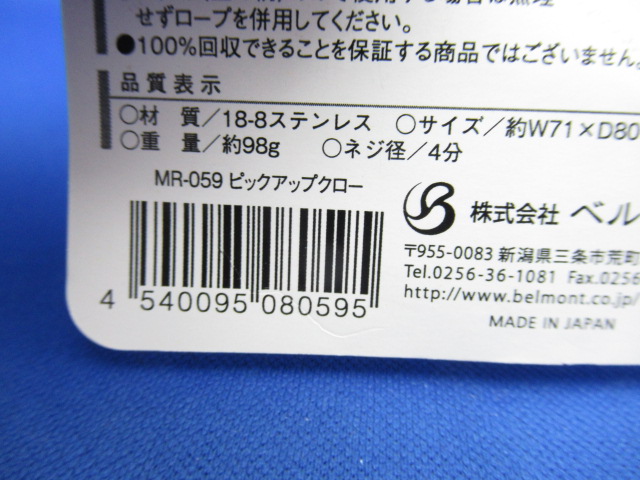 せずロープを併用してください。
●100%回収できることを保証する商品ではございません。
品質表示
○材 質/18-8ステンレス ○サイズ/約W71×D80
○重 量/約98g ○ネジ径/4分
MR-059 ピックアップクロー
株式会社 ベル
〒955-0083 新潟県三条市荒町
Tel.0256-36-1081 Fax.0256
http://www.belmont.co.jp/
MADE IN JAPAN
4 540095 080595